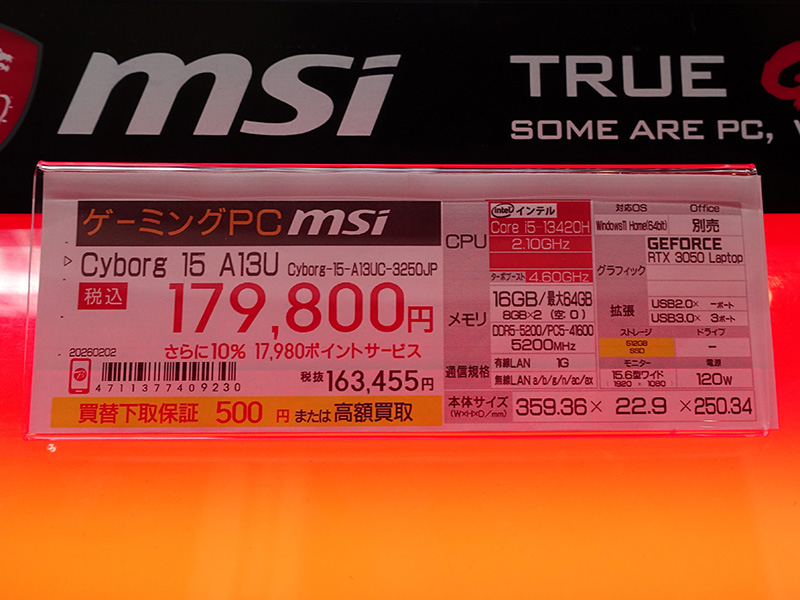 msi
TRUE
SOME ARE PC,
ゲーミングPC msi
Cyborg 15 A13U Cyborg-15-A13UC-3250JP
税込 179,800円
さらに10% 17,980ポイントサービス
20260202
4711377409230
税抜 163,455円
買替下取保証 500 円 または 高額買取
CPU
intel インテル
Core i5-13420H
2.10GHz
ターボブースト 4.60GHz
メモリ
16GB/最大64GB
8GB×2 (空:0)
DDR5-5200/PC5-41600
5200MHz
通信規格
有線LAN 1G
無線LAN a/b/g/n/ac/ax
対応OS Office
Windows11 Home(64bit) 別売
グラフィック
GEFORCE
RTX 3050 Laptop
拡張
USB2.0× ーポート
USB3.0× 3ポート
ストレージ ドライブ
512GB
SSD
ー
モニター 電源
15.6型ワイド
1920 × 1080
120W
本体サイズ
(W×H×D/mm)
359.36× 22.9 ×250.34